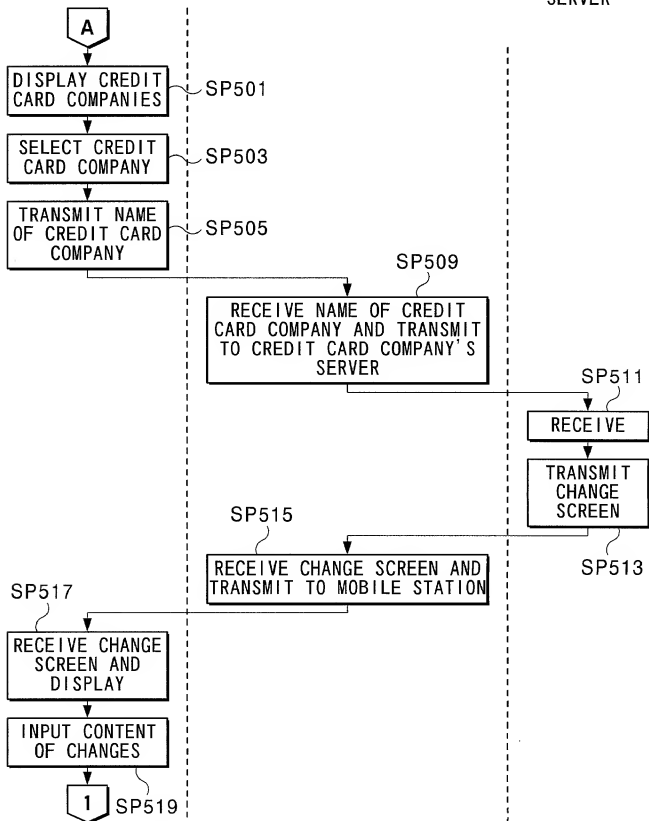 SERVER
A
DISPLAY CREDIT
CARD COMPANIES
SP501
SELECT CREDIT
CARD COMPANY
SP503
TRANSMIT NAME
OF CREDIT CARD
COMPANY
SP505
SP509
RECEIVE NAME OF CREDIT
CARD COMPANY AND TRANSMIT
TO CREDIT CARD COMPANY'S
SERVER
SP511
RECEIVE
TRANSMIT
CHANGE
SCREEN
SP513
SP515
RECEIVE CHANGE SCREEN AND
TRANSMIT TO MOBILE STATION
SP517
RECEIVE CHANGE
SCREEN AND
DISPLAY
INPUT CONTENT
OF CHANGES
SP519
1